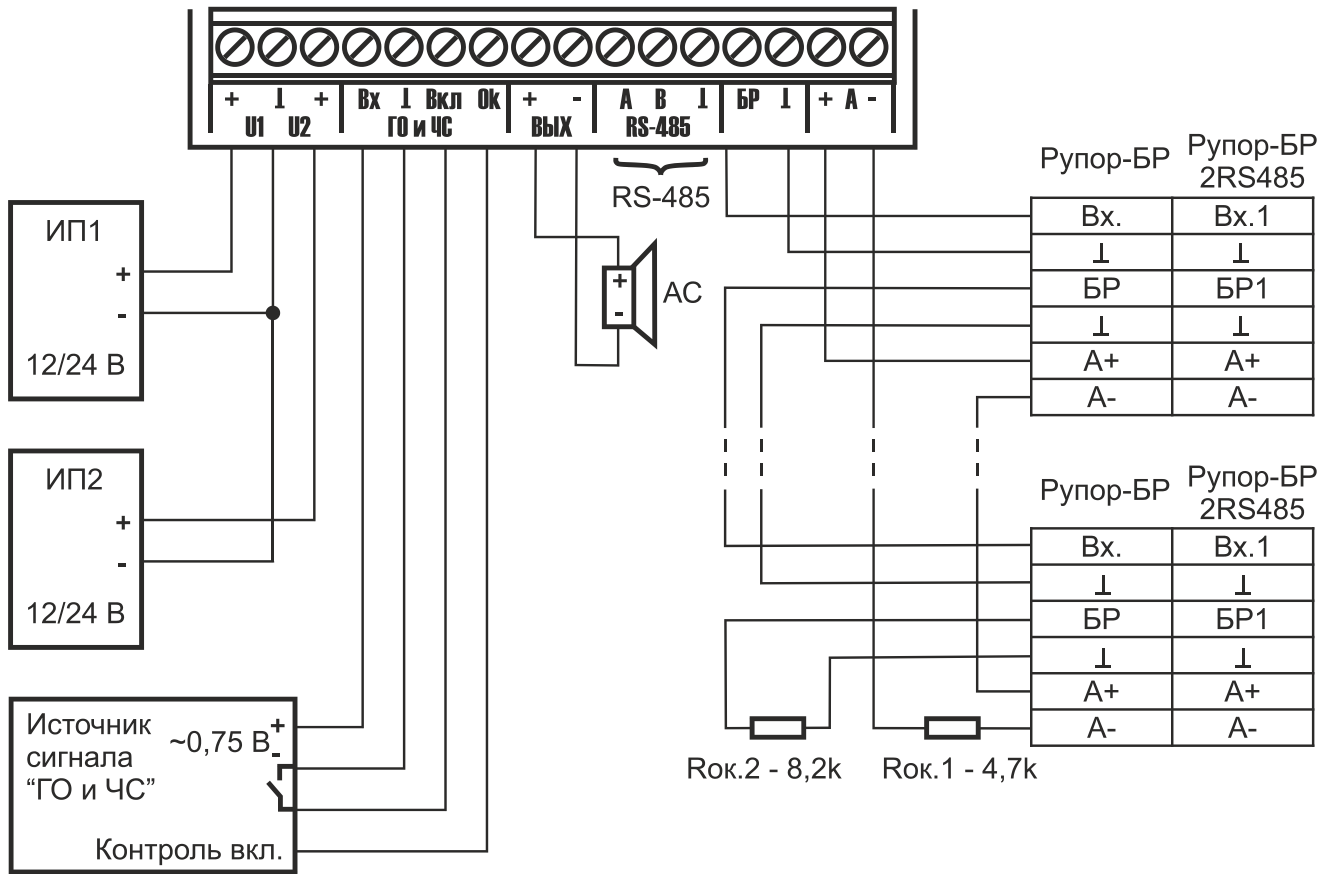 + ⊥ + Вх ⊥ Вкл Ok + - A B ⊥ БР ⊥ + А -
U1 U2 ГО и ЧС ВЫХ RS-485
RS-485
ИП1
+
-
12/24 В
ИП2
+
-
12/24 В
Источник
сигнала
“ГО и ЧС”
~0,75 В
+
-
Контроль вкл.
+
-
АС
Рупор-БР
Рупор-БР
2RS485
Вх. Вх.1
⊥ ⊥
БР БР1
⊥ ⊥
А+ А+
А- А-
Рупор-БР
Рупор-БР
2RS485
Вх. Вх.1
⊥ ⊥
БР БР1
⊥ ⊥
А+ А+
А- А-
Rок.2 - 8,2k
Rок.1 - 4,7k